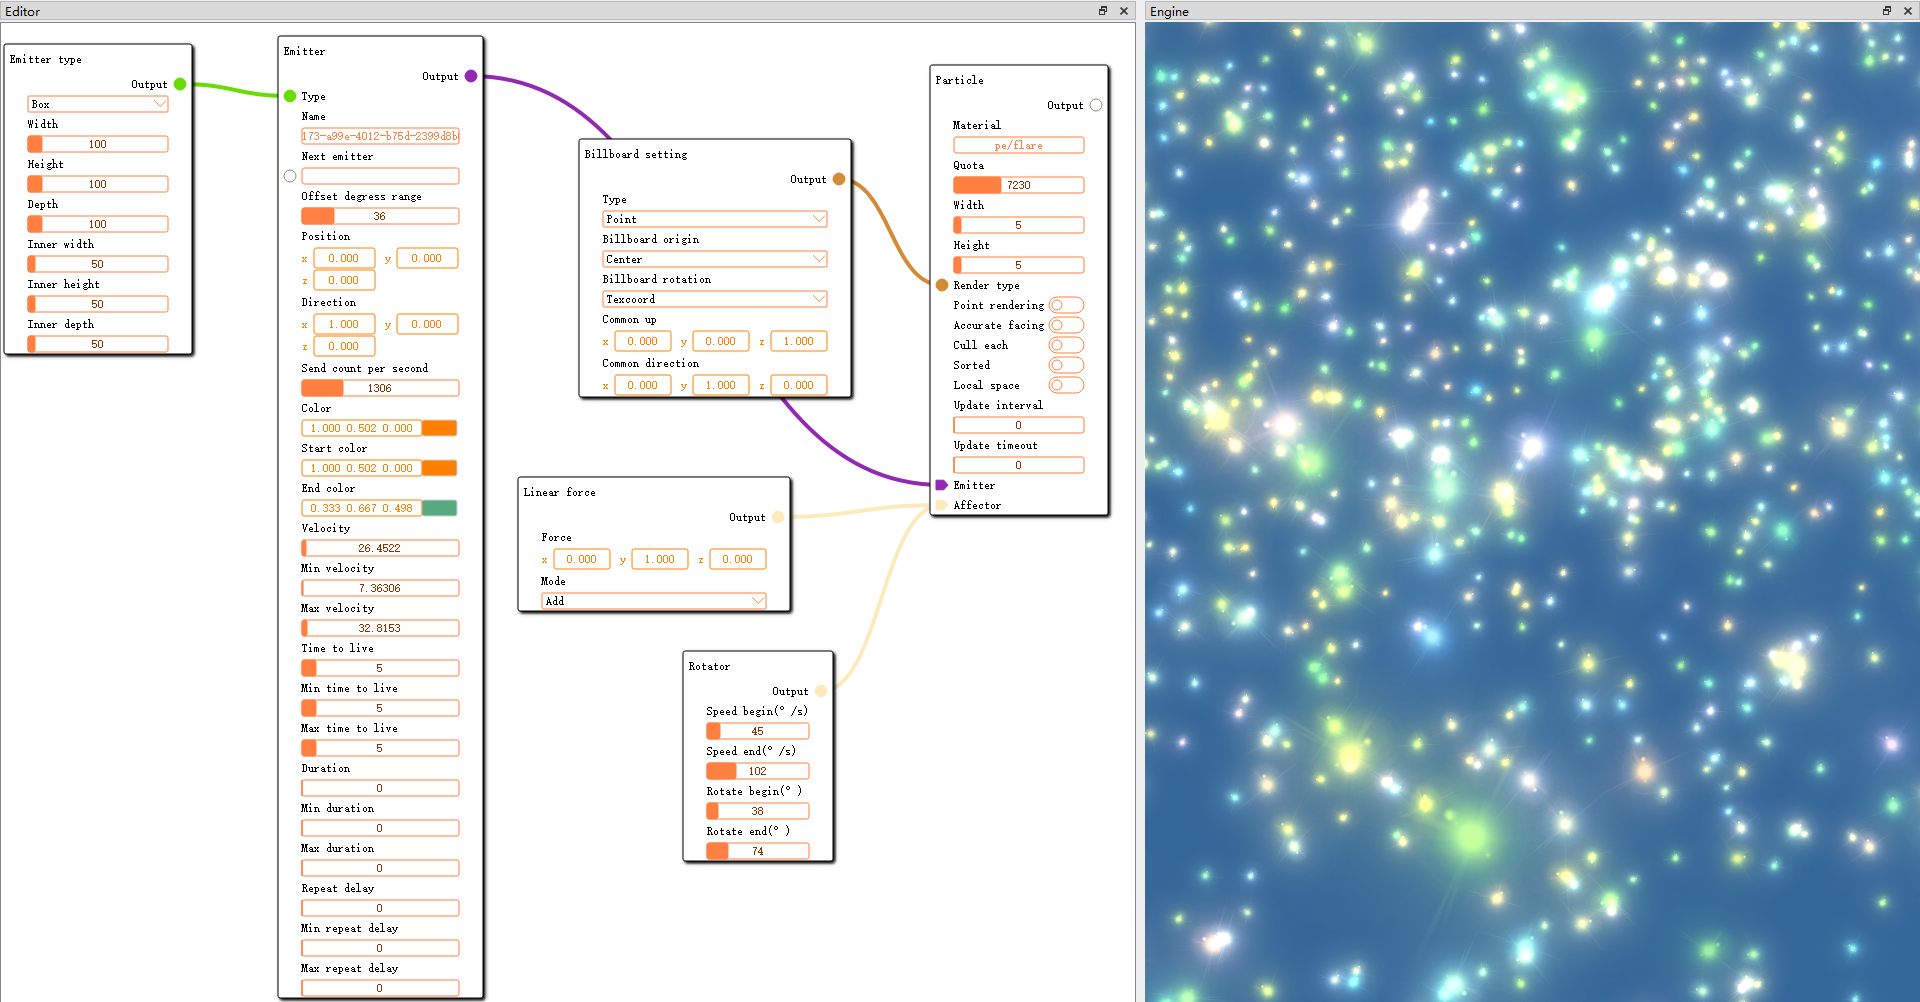 Editor
Engine
Emitter type
Output
Box
Width
100
Height
100
Depth
100
Inner width
50
Inner height
50
Inner depth
50
Emitter
Output
Type
Name
173-a99e-4012-b75d-2399d8b
Next emitter
Offset degress range
36
Position
x 0.000 y 0.000
z 0.000
Direction
x 1.000 y 0.000
z 0.000
Send count per second
1306
Color
1.000 0.502 0.000
Start color
1.000 0.502 0.000
End color
0.333 0.667 0.498
Velocity
26.4522
Min velocity
7.36306
Max velocity
32.8153
Time to live
5
Min time to live
5
Max time to live
5
Duration
0
Min duration
0
Max duration
0
Repeat delay
0
Min repeat delay
0
Max repeat delay
0
Billboard setting
Output
Type
Point
Billboard origin
Center
Billboard rotation
Texcoord
Common up
x 0.000 y 0.000 z 1.000
Common direction
x 0.000 y 1.000 z 0.000
Linear force
Output
Force
x 0.000 y 1.000 z 0.000
Mode
Add
Rotator
Output
Speed begin(° /s)
45
Speed end(° /s)
102
Rotate begin(° )
38
Rotate end(° )
74
Particle
Output
Material
pe/flare
Quota
7230
Width
5
Height
5
Render type
Point rendering
Accurate facing
Cull each
Sorted
Local space
Update interval
0
Update timeout
0
Emitter
Affector